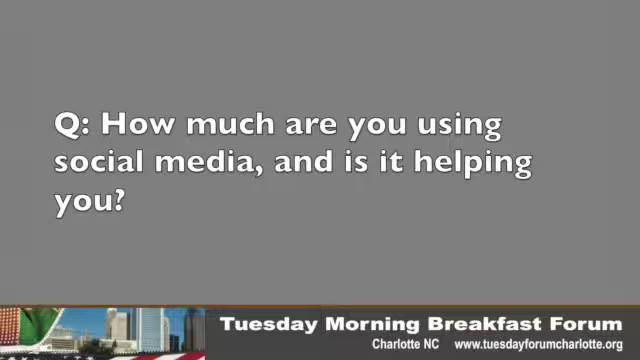 Q: How much are you using
social media, and is it helping
you?
Tuesday Morning Breakfast Forum
Charlotte NC www.tuesdayforumcharlotte.org